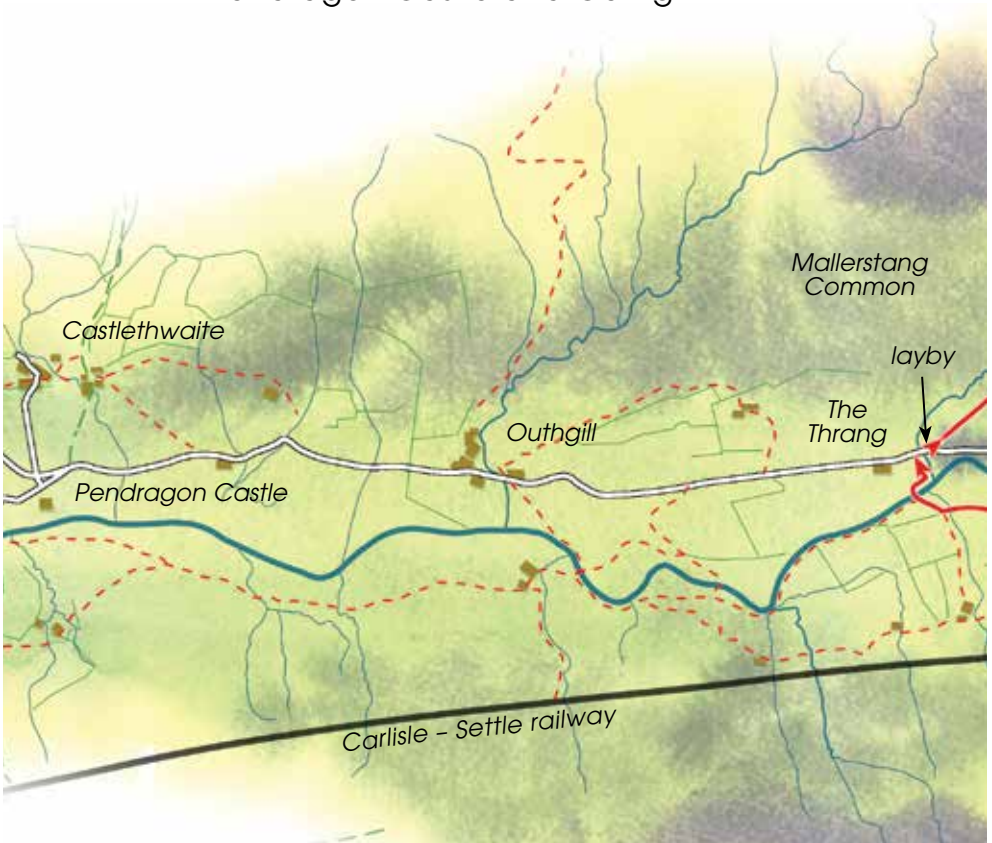 Castlethwaite
Mallerstang
Common
layby
The
Thrang
Outhgill
Pendragon Castle
Carlisle – Settle railway